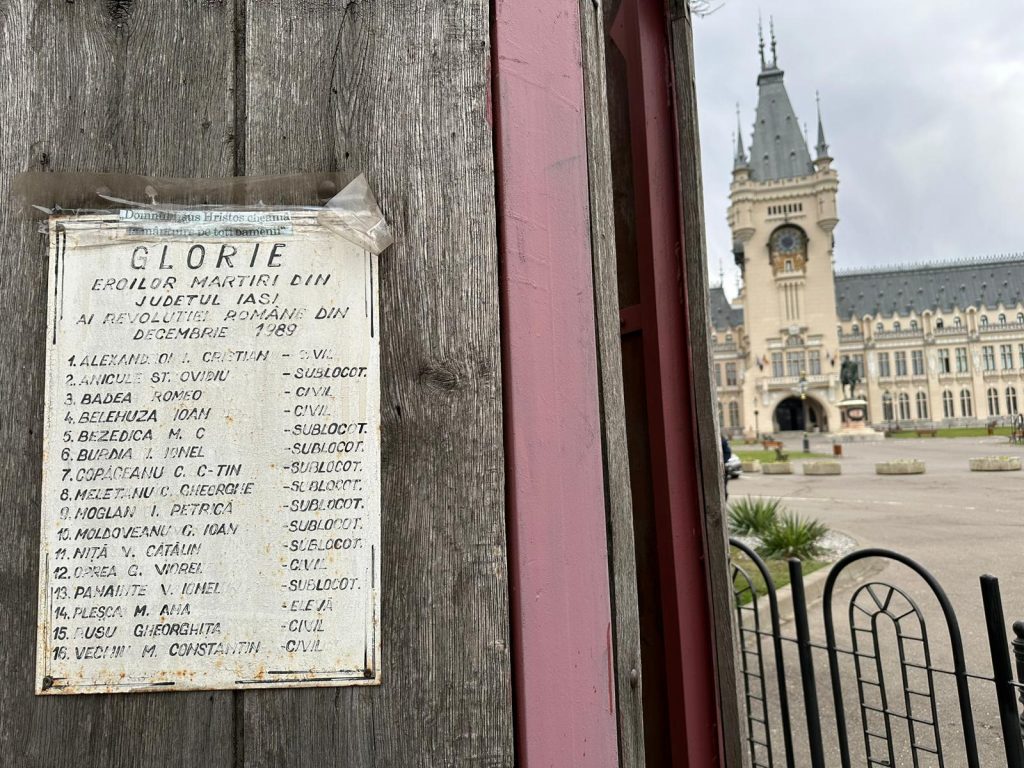 Domnul Isus Hristos cheamă
la mântuire pe toți oamenii"
GLORIE
EROILOR MARTIRI DIN
JUDEȚUL IAȘI
AI REVOLUȚIEI ROMÂNE DIN
DECEMBRIE 1989
1. I. CRISTIAN - CIVIL
2. ANICULE ST. OVIDIU - SUBLOCOT.
3. BADEA ROMEO - CIVIL
4. BELEHUZA IOAN - CIVIL
5. BEZEDICA M. C - SUBLOCOT.
6. BURDIA I. IONEL - SUBLOCOT.
7. COPĂCEANU C. C-TIN - SUBLOCOT.
8. MELETANU C. GHEORGHE - SUBLOCOT.
9. MOGLAN I. PETRICĂ - SUBLOCOT.
10. MOLDOVEANU G. IOAN - SUBLOCOT.
11. NIȚĂ V. CĂTĂLIN - SUBLOCOT.
12. OPREA G. VIOREL - CIVIL
13. PANAINTE V. IONEL - SUBLOCOT.
14. PLEȘCA M. ANA - ELEVĂ
15. RUSU GHEORGHIȚA - CIVIL
16. VECHIU M. CONSTANTIN - CIVIL